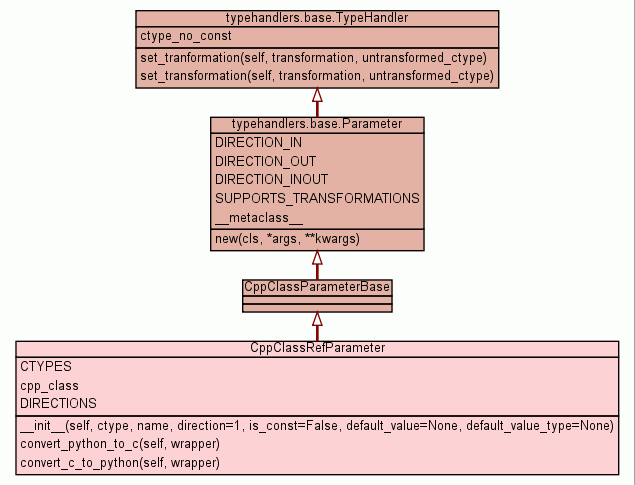 typehandlers.base.TypeHandler
ctype_no_const
set_tranformation(self, transformation, untransformed_ctype)
set_transformation(self, transformation, untransformed_ctype)
typehandlers.base.Parameter
DIRECTION_IN
DIRECTION_OUT
DIRECTION_INOUT
SUPPORTS_TRANSFORMATIONS
__metaclass__
new(cls, *args, **kwargs)
CppClassParameterBase
CppClassRefParameter
CTYPES
cpp_class
DIRECTIONS
__init__(self, ctype, name, direction=1, is_const=False, default_value=None, default_value_type=None)
convert_python_to_c(self, wrapper)
convert_c_to_python(self, wrapper)